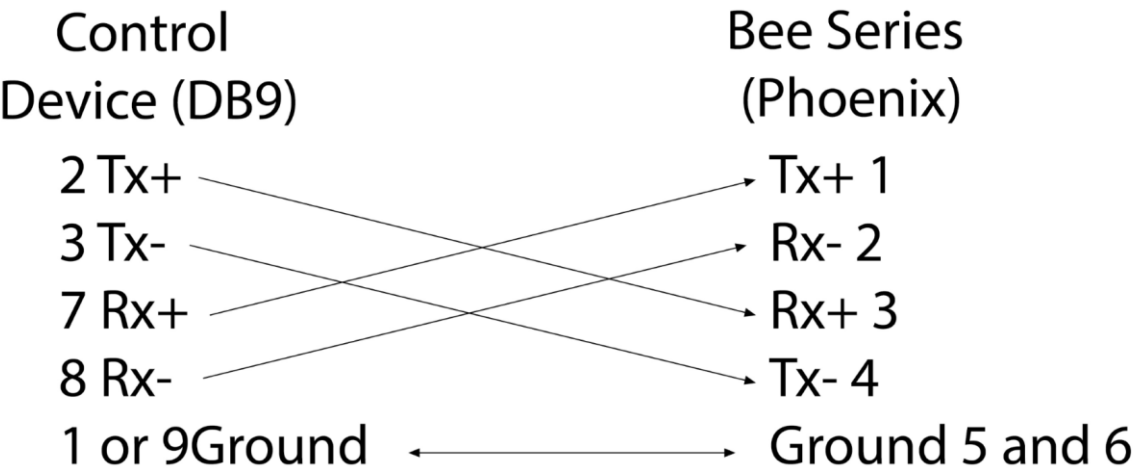 Control
Device (DB9)
2 Tx+
3 Tx-
7 Rx+
8 Rx-
1 or 9Ground
Bee Series
(Phoenix)
Tx+ 1
Rx- 2
Rx+ 3
Tx- 4
Ground 5 and 6